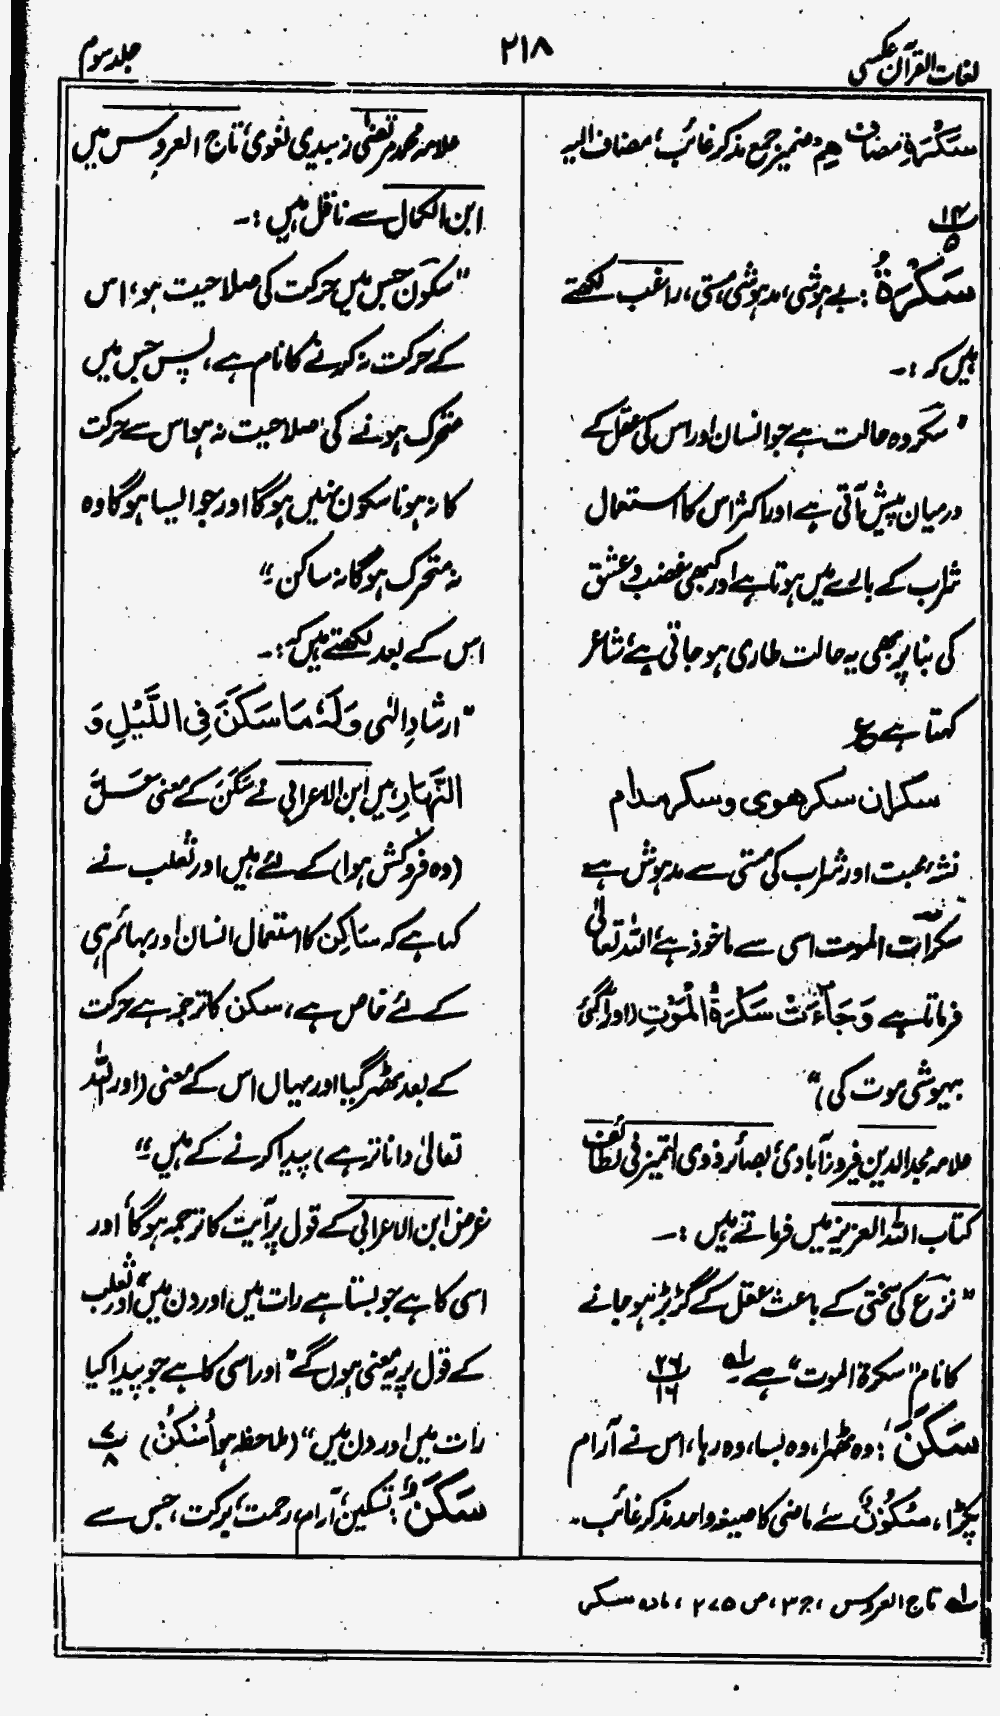 لغات القرآن عکسی
۲۱۸
جلد سوم
سَکْرَۃِ مضاف ھِمْ ضمیر جمع مذکر غائب، مضاف الیہ
۱۴
۵
سَکْرَۃٌ : بے ہوشی، مدہوشی، مستی، راغب لکھتے
ہیں کہ :۔
"سکر وہ حالت ہے جو انسان اور اس کی عقل کے
درمیان پیش آتی ہے اور اکثر اس کا استعمال
شراب کے بارے میں ہوتا ہے اور کبھی غضب و عشق
کی بنا پر بھی یہ حالت طاری ہو جاتی ہے، شاعر
کہتا ہے ع
سکران سکر ھوی و سکر مدام
نشۂ محبت اور شراب کی مستی سے مدہوش ہے
سکرات الموت اسی سے ماخوذ ہے، اللہ تعالیٰ
فرماتا ہے وَجَآءَتْ سَکْرَۃُ الْمَوْتِ (اور آگئی
بیہوشی موت کی)"
علامہ مجدالدین فیروزآبادی، بصائر ذوی التمیز فی لطائف
کتاب اللہ العزیز میں فرماتے ہیں :۔
"نزع کی سختی کے باعث عقل کے گڑبڑ ہو جانے
کا نام "سکرۃ الموت" ہے لہ ۲۶
۱۶
سَکَنَ : وہ ٹھہرا، وہ بسا، وہ رہا، اس نے آرام
پکڑا، سُکُوْنٌ سے ماضی کا صیغہ واحد مذکر غائب۔
علامہ محمد مرتضیٰ زبیدی لغوی، تاج العروس میں
ابن الکمال سے ناقل ہیں :۔
"سکون جس میں حرکت کی صلاحیت ہو، اس
کے حرکت نہ کرنے کا نام ہے، پس جس میں
متحرک ہونے کی صلاحیت نہ ہو اس سے حرکت
کا نہ ہونا سکون نہیں ہوگا اور جو ایسا ہوگا وہ
نہ متحرک ہوگا نہ ساکن"
اس کے بعد لکھتے ہیں کہ :۔
"ارشادِ الٰہی وَلَہٗ مَا سَکَنَ فِی اللَّیْلِ وَ
النَّہَارِ، میں ابن الاعرابی نے سَکَنَ کے معنی حَلَّ
(وہ فروکش ہوا) کے لئے ہیں اور ثعلب نے
کہا ہے کہ سَاکِن کا استعمال انسان اور بہائم ہی
کے لئے خاص ہے، سکن کا ترجمہ ہے حرکت
کے بعد ٹھہر گیا اور یہاں اس کے معنی (اور اللہ
تعالیٰ دانا تر ہے) پیدا کرنے کے ہیں"
غرض ابن الاعرابی کے قول پر آیت کا ترجمہ ہوگا "اور
اسی کا ہے جو بستا ہے رات میں اور دن میں" اور ثعلب
کے قول پر یہ معنی ہوں گے "اور اسی کا ہے جو پیدا کیا
رات میں اور دن میں" (ملاحظہ ہو اُسْکُنْ) ۷
۸
سَکَنٌ : تسکین، آرام، رحمت، برکت، جس سے
لہ تاج العروس، ج ۳، ص ۲۷۵، مادہ سکر